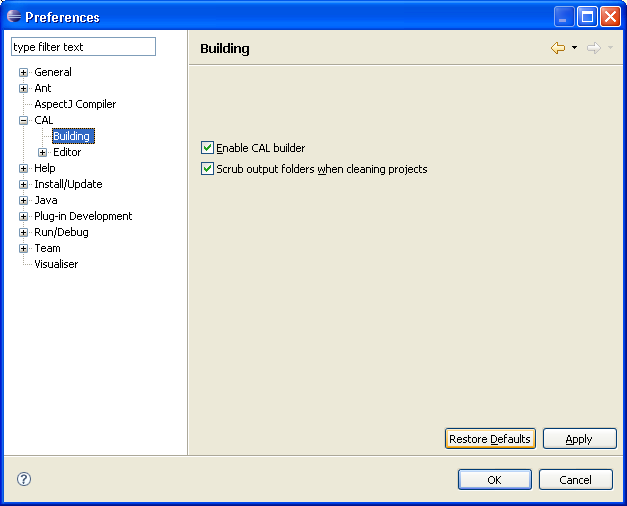 Preferences
type filter text
General
Ant
AspectJ Compiler
CAL
Building
Editor
Help
Install/Update
Java
Plug-in Development
Run/Debug
Team
Visualiser
Building
Enable CAL builder
Scrub output folders when cleaning projects
Restore Defaults
Apply
?
OK
Cancel